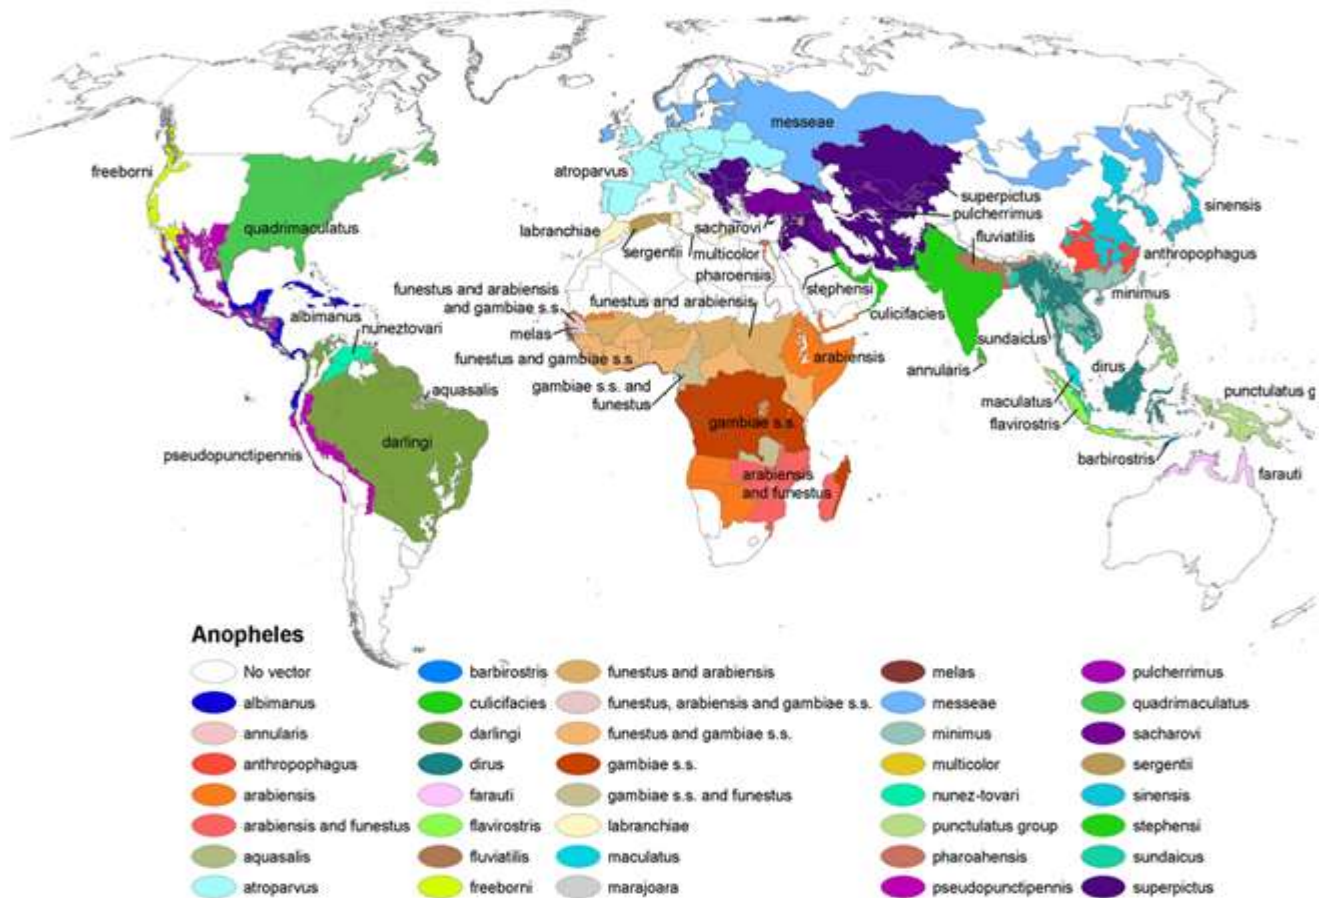 messeae
freeborni
atroparvus
superpictus
sinensis
quadrimaculatus
labranchiae
sacharovi
pulcherrimus
sergentii
multicolor
fluviatilis
anthropophagus
pharoensis
funestus and arabiensis
and gambiae s.s.
stephensi
minimus
funestus and arabiensis
albimanus
culicifacies
nuneztovari
melas
sundaicus
funestus and gambiae s.s
arabiensis
annularis
dirus
aquasalis
gambiae s.s. and
funestus
maculatus
punctulatus g
gambiae s.s.
flavirostris
darlingi
pseudopunctipennis
barbirostris
arabiensis
and funestus
farauti
Anopheles
No vector
albimanus
annularis
anthropophagus
arabiensis
arabiensis and funestus
aquasalis
atroparvus
barbirostris
culicifacies
darlingi
dirus
farauti
flavirostris
fluviatilis
freeborni
funestus and arabiensis
funestus, arabiensis and gambiae s.s.
funestus and gambiae s.s.
gambiae s.s.
gambiae s.s. and funestus
labranchiae
maculatus
marajoara
melas
messeae
minimus
multicolor
nunez-tovari
punctulatus group
pharoahensis
pseudopunctipennis
pulcherrimus
quadrimaculatus
sacharovi
sergentii
sinensis
stephensi
sundaicus
superpictus